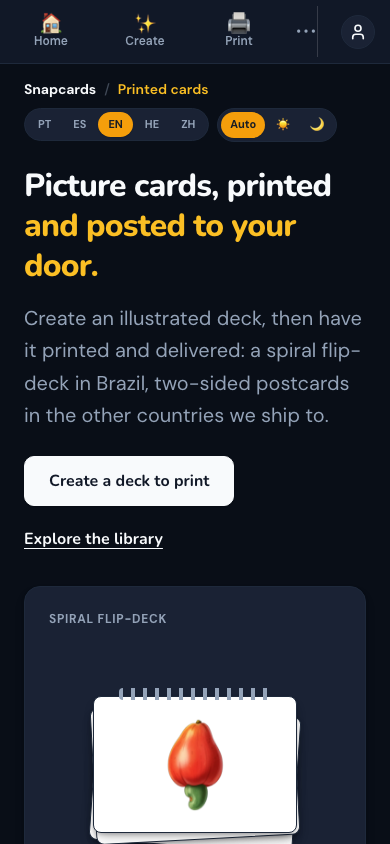 Home
Create
Print
Snapcards / Printed cards
PT ES EN HE ZH
Auto
Picture cards, printed
and posted to your
door.
Create an illustrated deck, then have
it printed and delivered: a spiral flip-
deck in Brazil, two-sided postcards
in the other countries we ship to.
Create a deck to print
Explore the library
SPIRAL FLIP-DECK